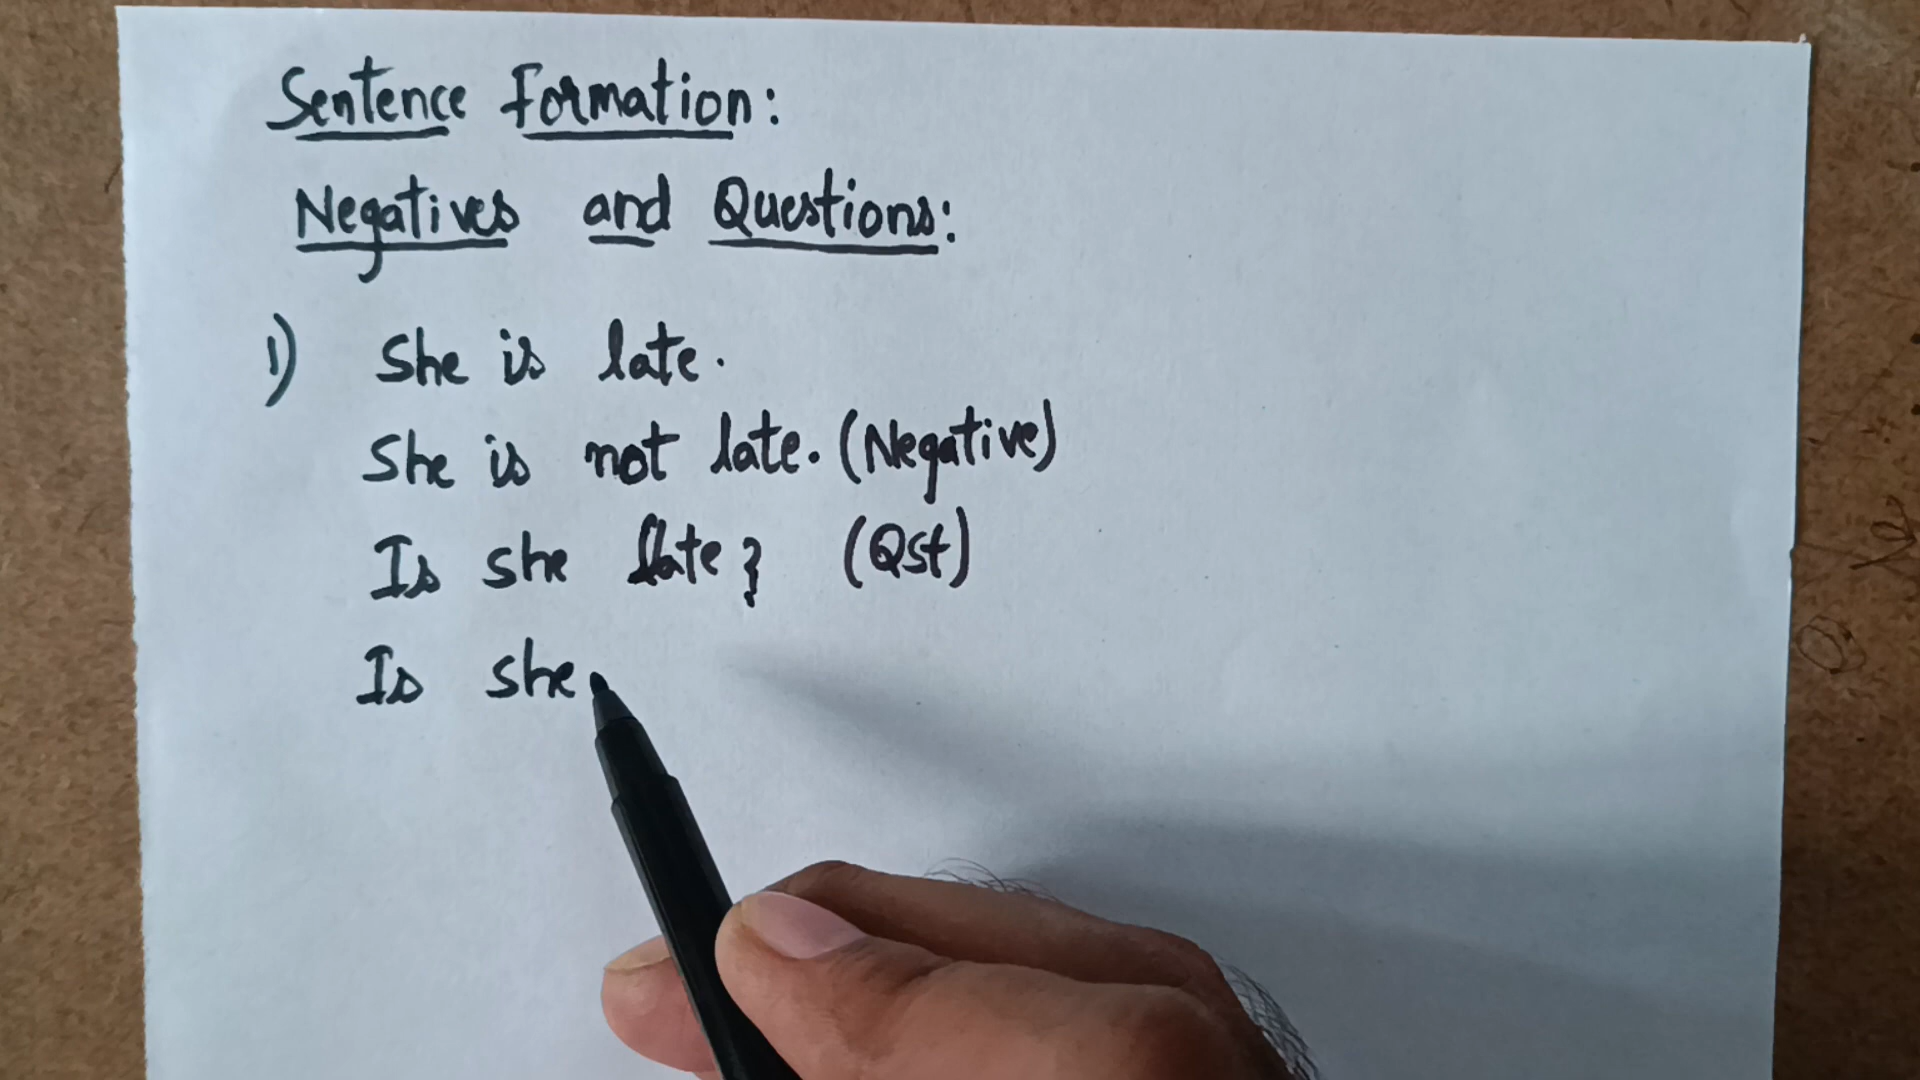 Sentence Formation:
Negatives and Questions:
1) She is late.
She is not late. (Negative)
Is she late? (Qst)
Is she